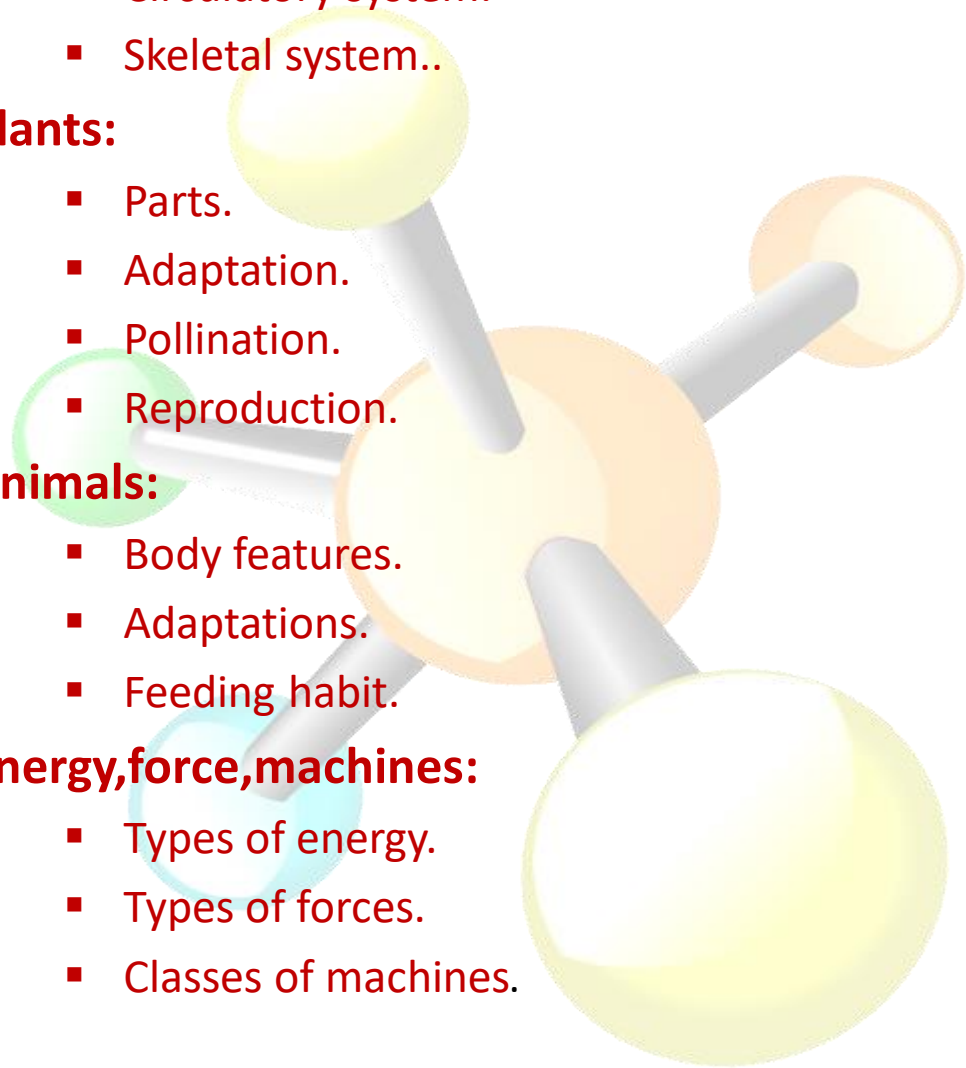 ▪ Skeletal system..
lants:
▪ Parts.
▪ Adaptation.
▪ Pollination.
▪ Reproduction.
nimals:
▪ Body features.
▪ Adaptations.
▪ Feeding habit.
nergy,force,machines:
▪ Types of energy.
▪ Types of forces.
▪ Classes of machines.